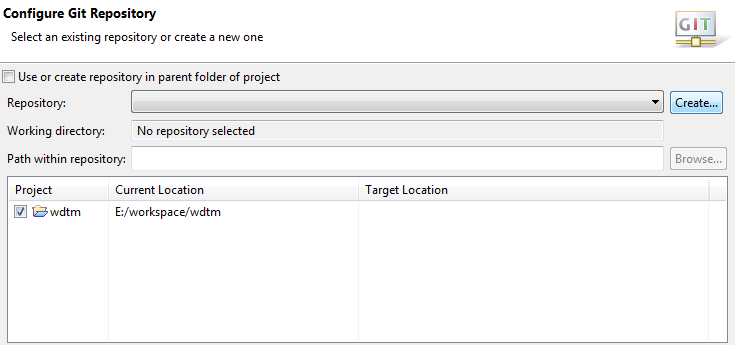 Configure Git Repository
Select an existing repository or create a new one
GIT
Use or create repository in parent folder of project
Repository: Create...
Working directory: No repository selected
Path within repository: Browse...
Project Current Location Target Location
wdtm E:/workspace/wdtm